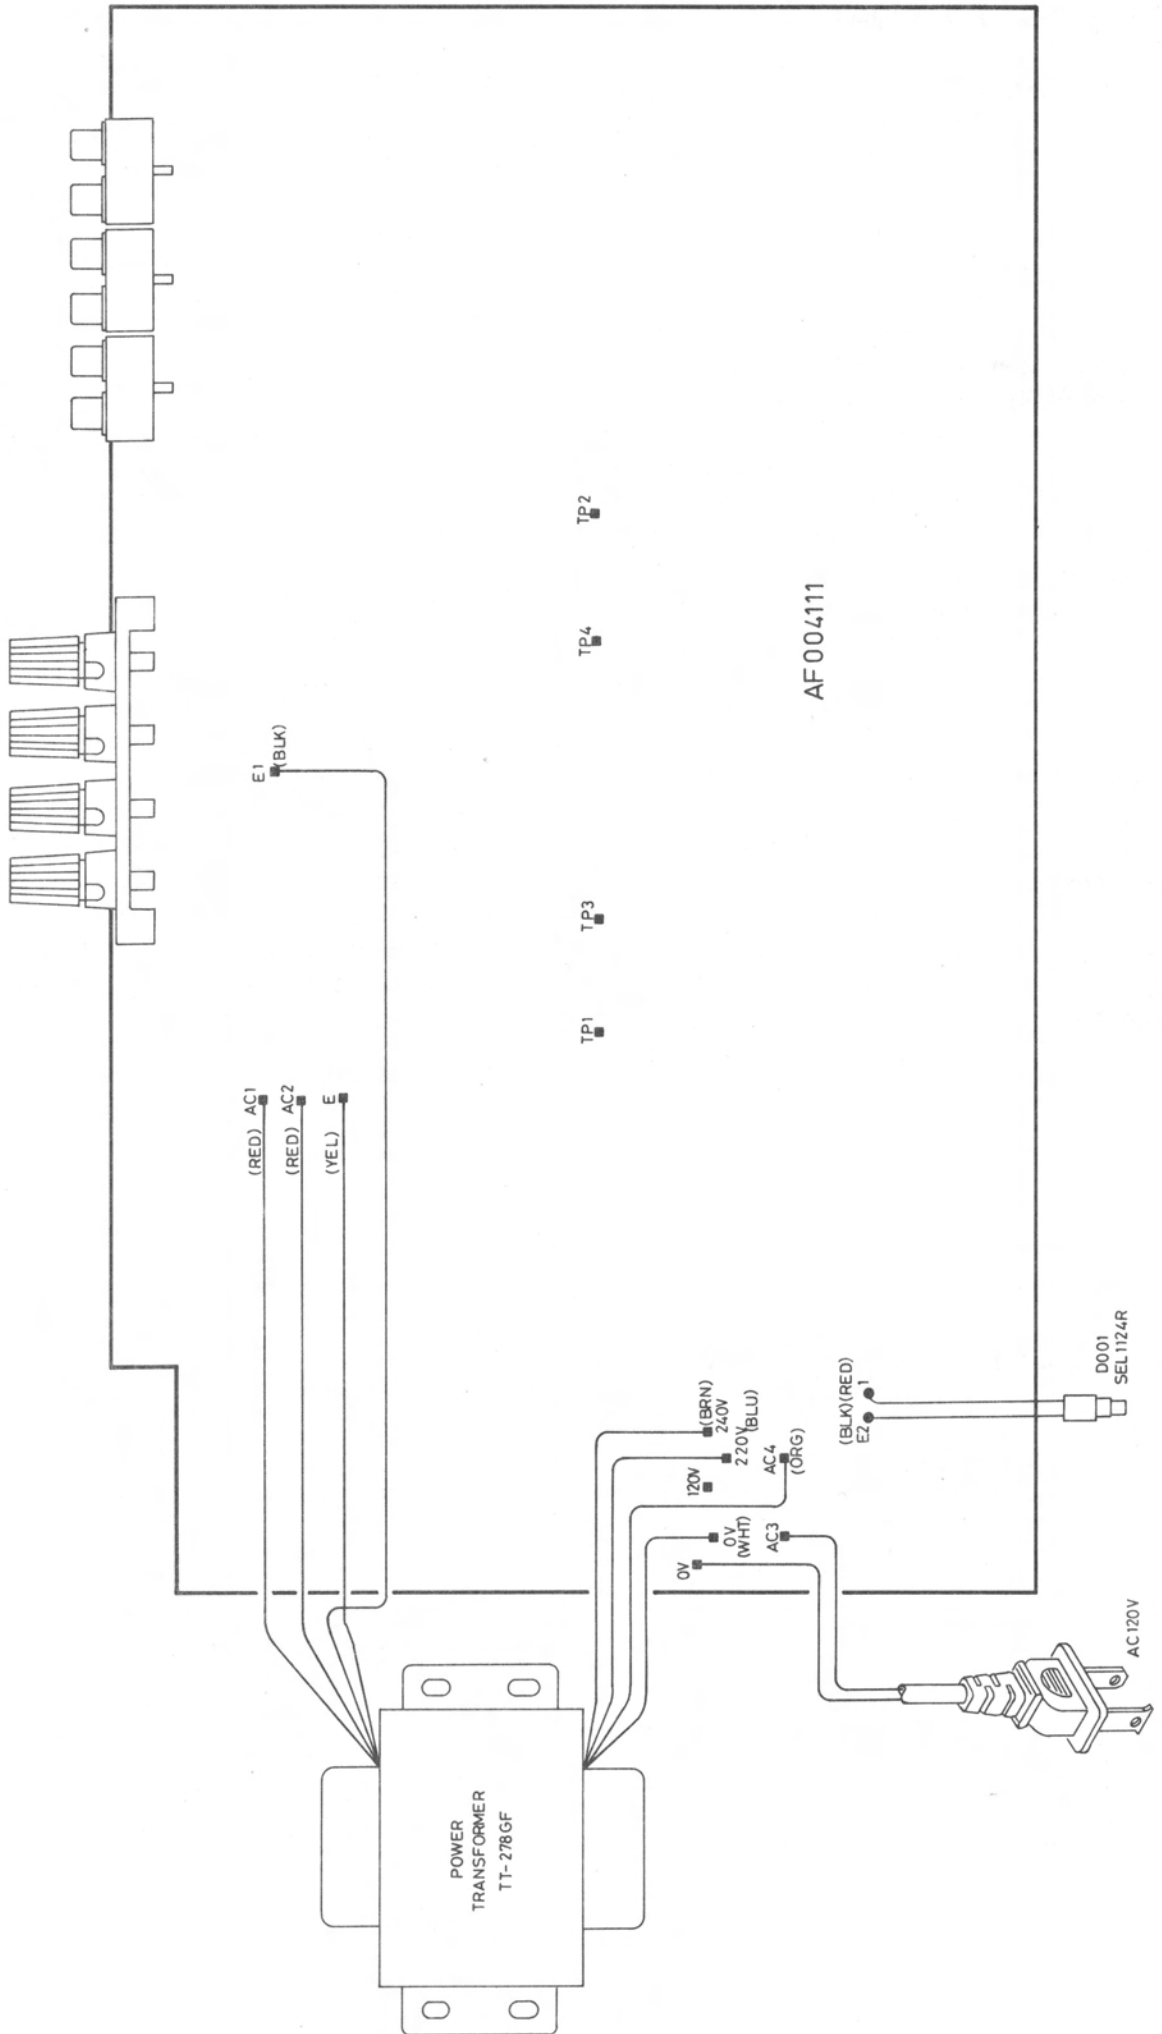 TP2
TP4
AF004111
E1
(BLK)
TP3
TP1
(RED) AC1
(RED) AC2
(YEL) E
(BRN)
240V
220V
(BLU)
120V
AC4
(ORG)
0V
(WHT)
AC3
0V
(BLK)(RED)
E2 1
D001
SEL1124R
AC120V
POWER
TRANSFORMER
TT-278GF